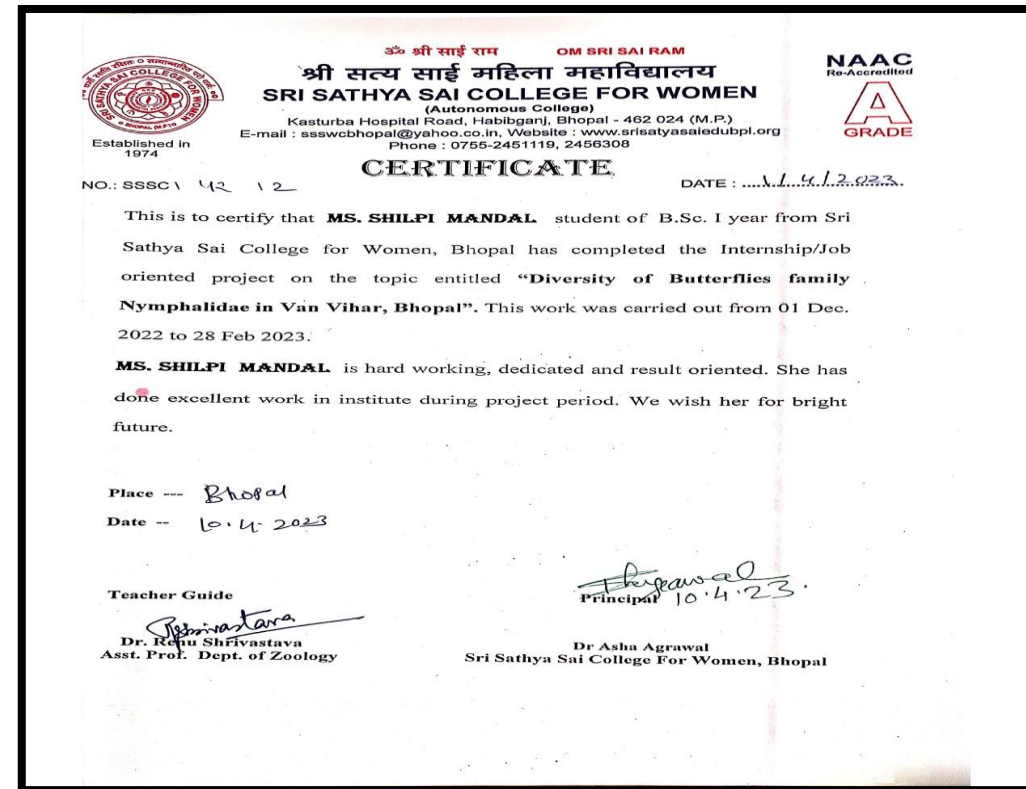 ॐ श्री साई राम OM SRI SAI RAM
श्री सत्य साई महिला महाविद्यालय
SRI SATHYA SAI COLLEGE FOR WOMEN
(Autonomous College)
Kasturba Hospital Road, Habibganj, Bhopal - 462 024 (M.P.)
E-mail : ssswcbhopal@yahoo.co.in, Website : www.srisatyasaiedubpl.org
Phone : 0755-2451119, 2456308
SRI SATHYA SAI COLLEGE FOR WOMEN
BHOPAL (M.P.)
Established in
1974
NAAC
Re-Accredited
A
GRADE
CERTIFICATE
NO.: SSSC \ 42 \ 2 DATE : 1/4/2023.
This is to certify that MS. SHILPI MANDAL student of B.Sc. I year from Sri
Sathya Sai College for Women, Bhopal has completed the Internship/Job
oriented project on the topic entitled “Diversity of Butterflies family
Nymphalidae in Van Vihar, Bhopal”. This work was carried out from 01 Dec.
2022 to 28 Feb 2023.
MS. SHILPI MANDAL is hard working, dedicated and result oriented. She has
done excellent work in institute during project period. We wish her for bright
future.
Place --- Bhopal
Date -- 10.4.2023
Teacher Guide
Principal 10.4.23.
Dr. Renu Shrivastava
Asst. Prof. Dept. of Zoology
Dr Asha Agrawal
Sri Sathya Sai College For Women, Bhopal